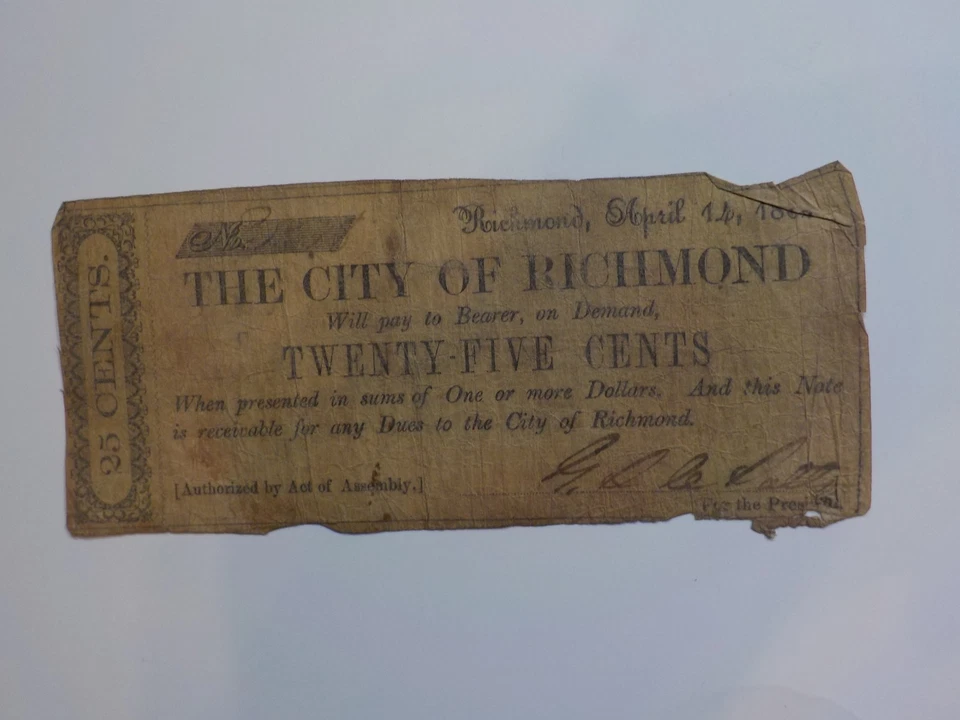 25 CENTS.
No.
Richmond, April 14, 186
THE CITY OF RICHMOND
Will pay to Bearer, on Demand,
TWENTY-FIVE CENTS
When presented in sums of One or more Dollars. And this Note
is receivable for any Dues to the City of Richmond.
[Authorized by Act of Assembly.]
For the